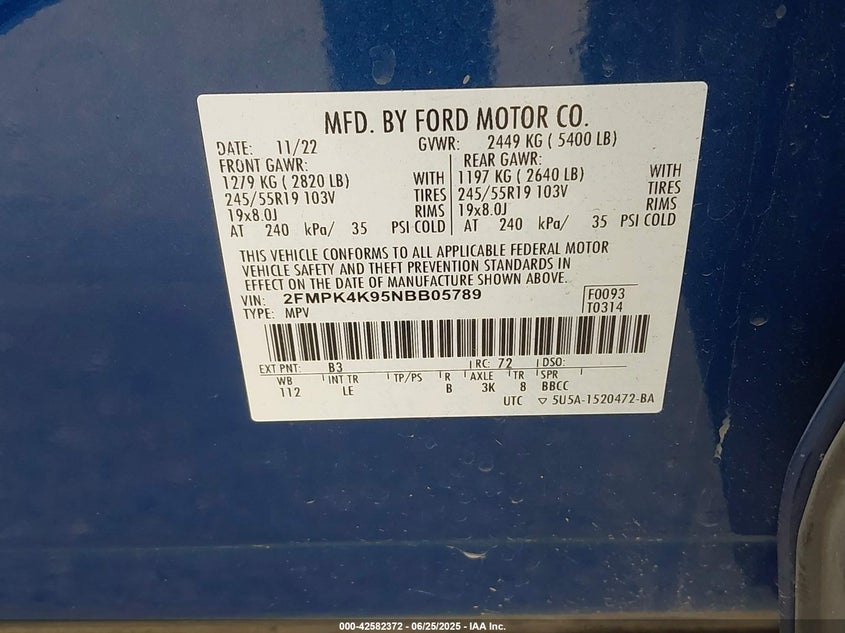 MFD. BY FORD MOTOR CO.
DATE: 11/22 GVWR: 2449 KG ( 5400 LB)
FRONT GAWR: REAR GAWR:
1279 KG ( 2820 LB) WITH 1197 KG ( 2640 LB) WITH
245/55R19 103V TIRES 245/55R19 103V TIRES
19x8.0J RIMS 19x8.0J RIMS
AT 240 kPa/ 35 PSI COLD AT 240 kPa/ 35 PSI COLD
THIS VEHICLE CONFORMS TO ALL APPLICABLE FEDERAL MOTOR
VEHICLE SAFETY AND THEFT PREVENTION STANDARDS IN
EFFECT ON THE DATE OF MANUFACTURE SHOWN ABOVE.
VIN: 2FMPK4K95NBB05789 F0093
TYPE: MPV T0314
EXT PNT: B3 RC: 72 DSO:
WB INT TR TP/PS R AXLE TR SPR
112 LE B 3K 8 BBCC
UTC ▽ 5U5A-1520472-BA
000-42582372 - 06/25/2025 - IAA Inc.